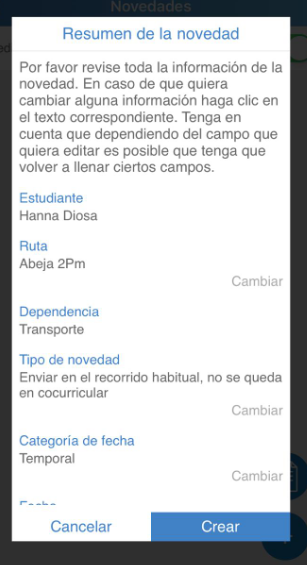 Novedades
Resumen de la novedad
Por favor revise toda la información de la
novedad. En caso de que quiera
cambiar alguna información haga clic en
el texto correspondiente. Tenga en
cuenta que dependiendo del campo que
quiera editar es posible que tenga que
volver a llenar ciertos campos.
Estudiante
Hanna Diosa
Ruta
Abeja 2Pm
Cambiar
Dependencia
Transporte
Tipo de novedad
Enviar en el recorrido habitual, no se queda
en cocurricular
Cambiar
Categoría de fecha
Temporal
Cambiar
Cancelar
Crear